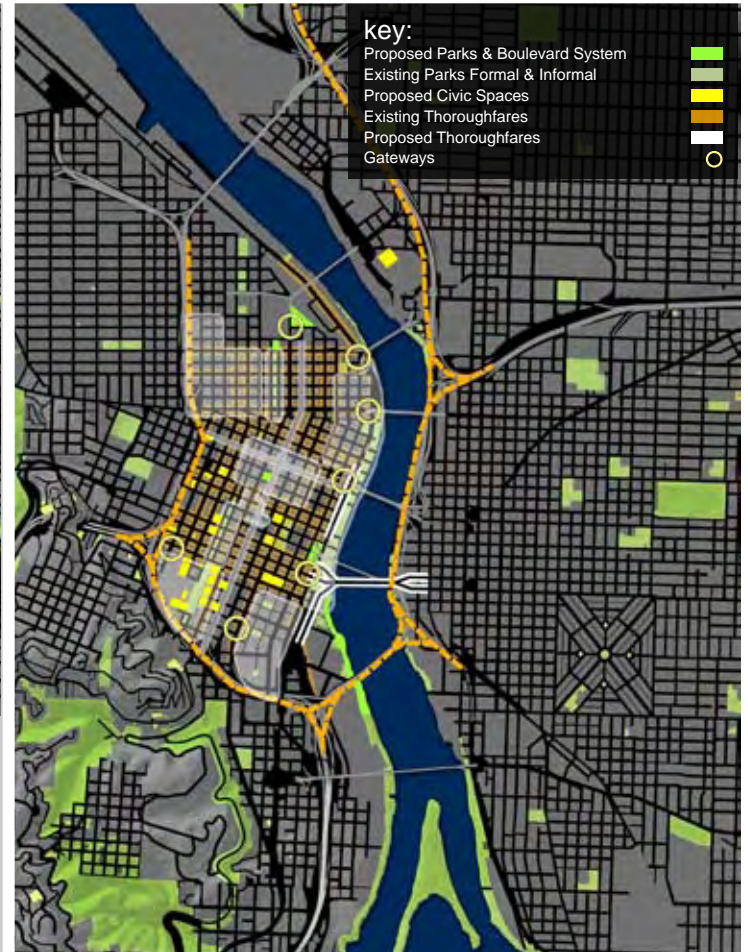 key:
Proposed Parks & Boulevard System
Existing Parks Formal & Informal
Proposed Civic Spaces
Existing Thoroughfares
Proposed Thoroughfares
Gateways